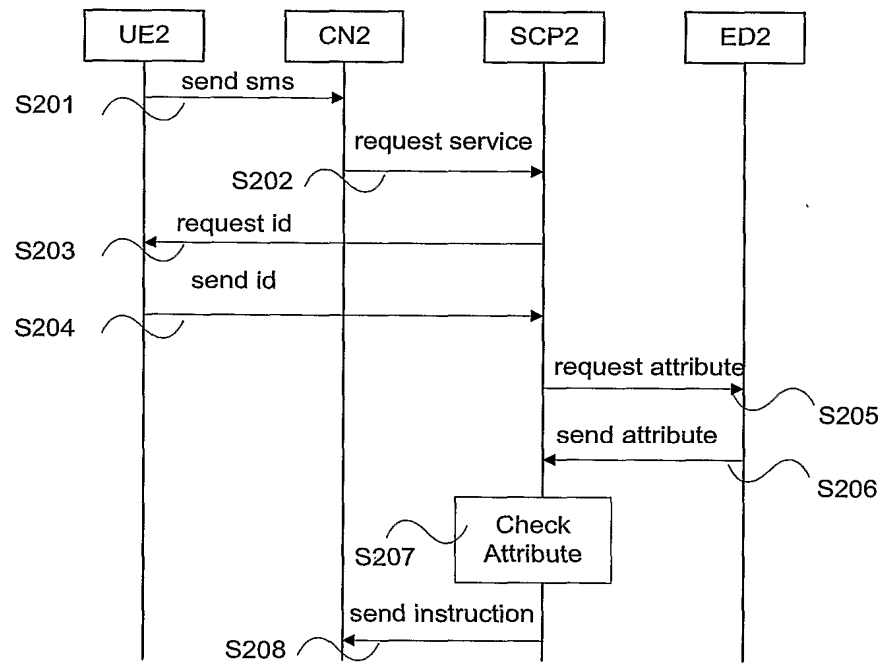 UE2
CN2
SCP2
ED2
send sms
S201
request service
S202
request id
S203
send id
S204
request attribute
S205
send attribute
S206
Check
Attribute
S207
send instruction
S208